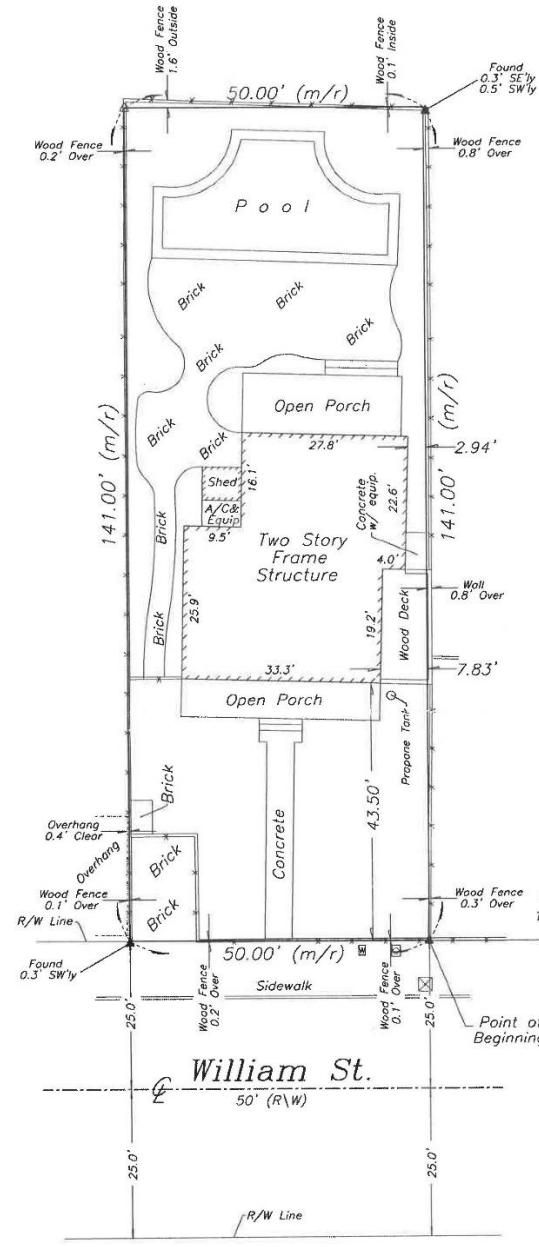 Wood Fence
1.6' Outside
Wood Fence
0.1' Inside
Found
0.3' SE'ly
0.5' SW'ly
50.00' (m/r)
Wood Fence
0.2' Over
Wood Fence
0.8' Over
Pool
Brick
Brick
Brick
Brick
Brick
Brick
Open Porch
27.8'
2.94'
141.00' (m/r)
141.00' (m/r)
Shed
16.1'
A/C&
Equip
9.5'
Concrete
w/ equip.
22.6'
Two Story
Frame
Structure
4.0'
Brick
Brick
25.9'
19.2'
Wood Deck
Wall
0.8' Over
33.3'
7.83'
Open Porch
Propane Tank
43.50'
Concrete
Brick
Overhang
0.4' Clear
Overhang
Brick
Brick
Wood Fence
0.1' Over
Wood Fence
0.3' Over
R/W Line
50.00' (m/r)
Found
0.3' SW'ly
Wood Fence
0.2' Over
Wood Fence
0.1' Over
Sidewalk
25.0'
25.0'
Point of
Beginning
William St.
50' (R\W)
25.0'
25.0'
R/W Line